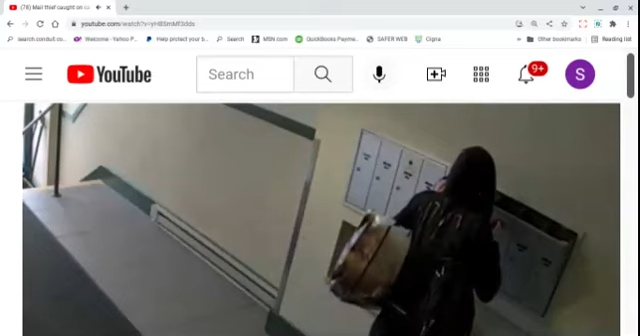 (78) Mail thief caught on ca
youtube.com/watch?v=yH8SmMf3dds
search.conduit.co... Welcome - Yahoo - P... Help protect your b... Search MSN.com QuickBooks Payme... SAFER WEB Cigna » Other bookmarks Reading list
YouTube Search 9+ S